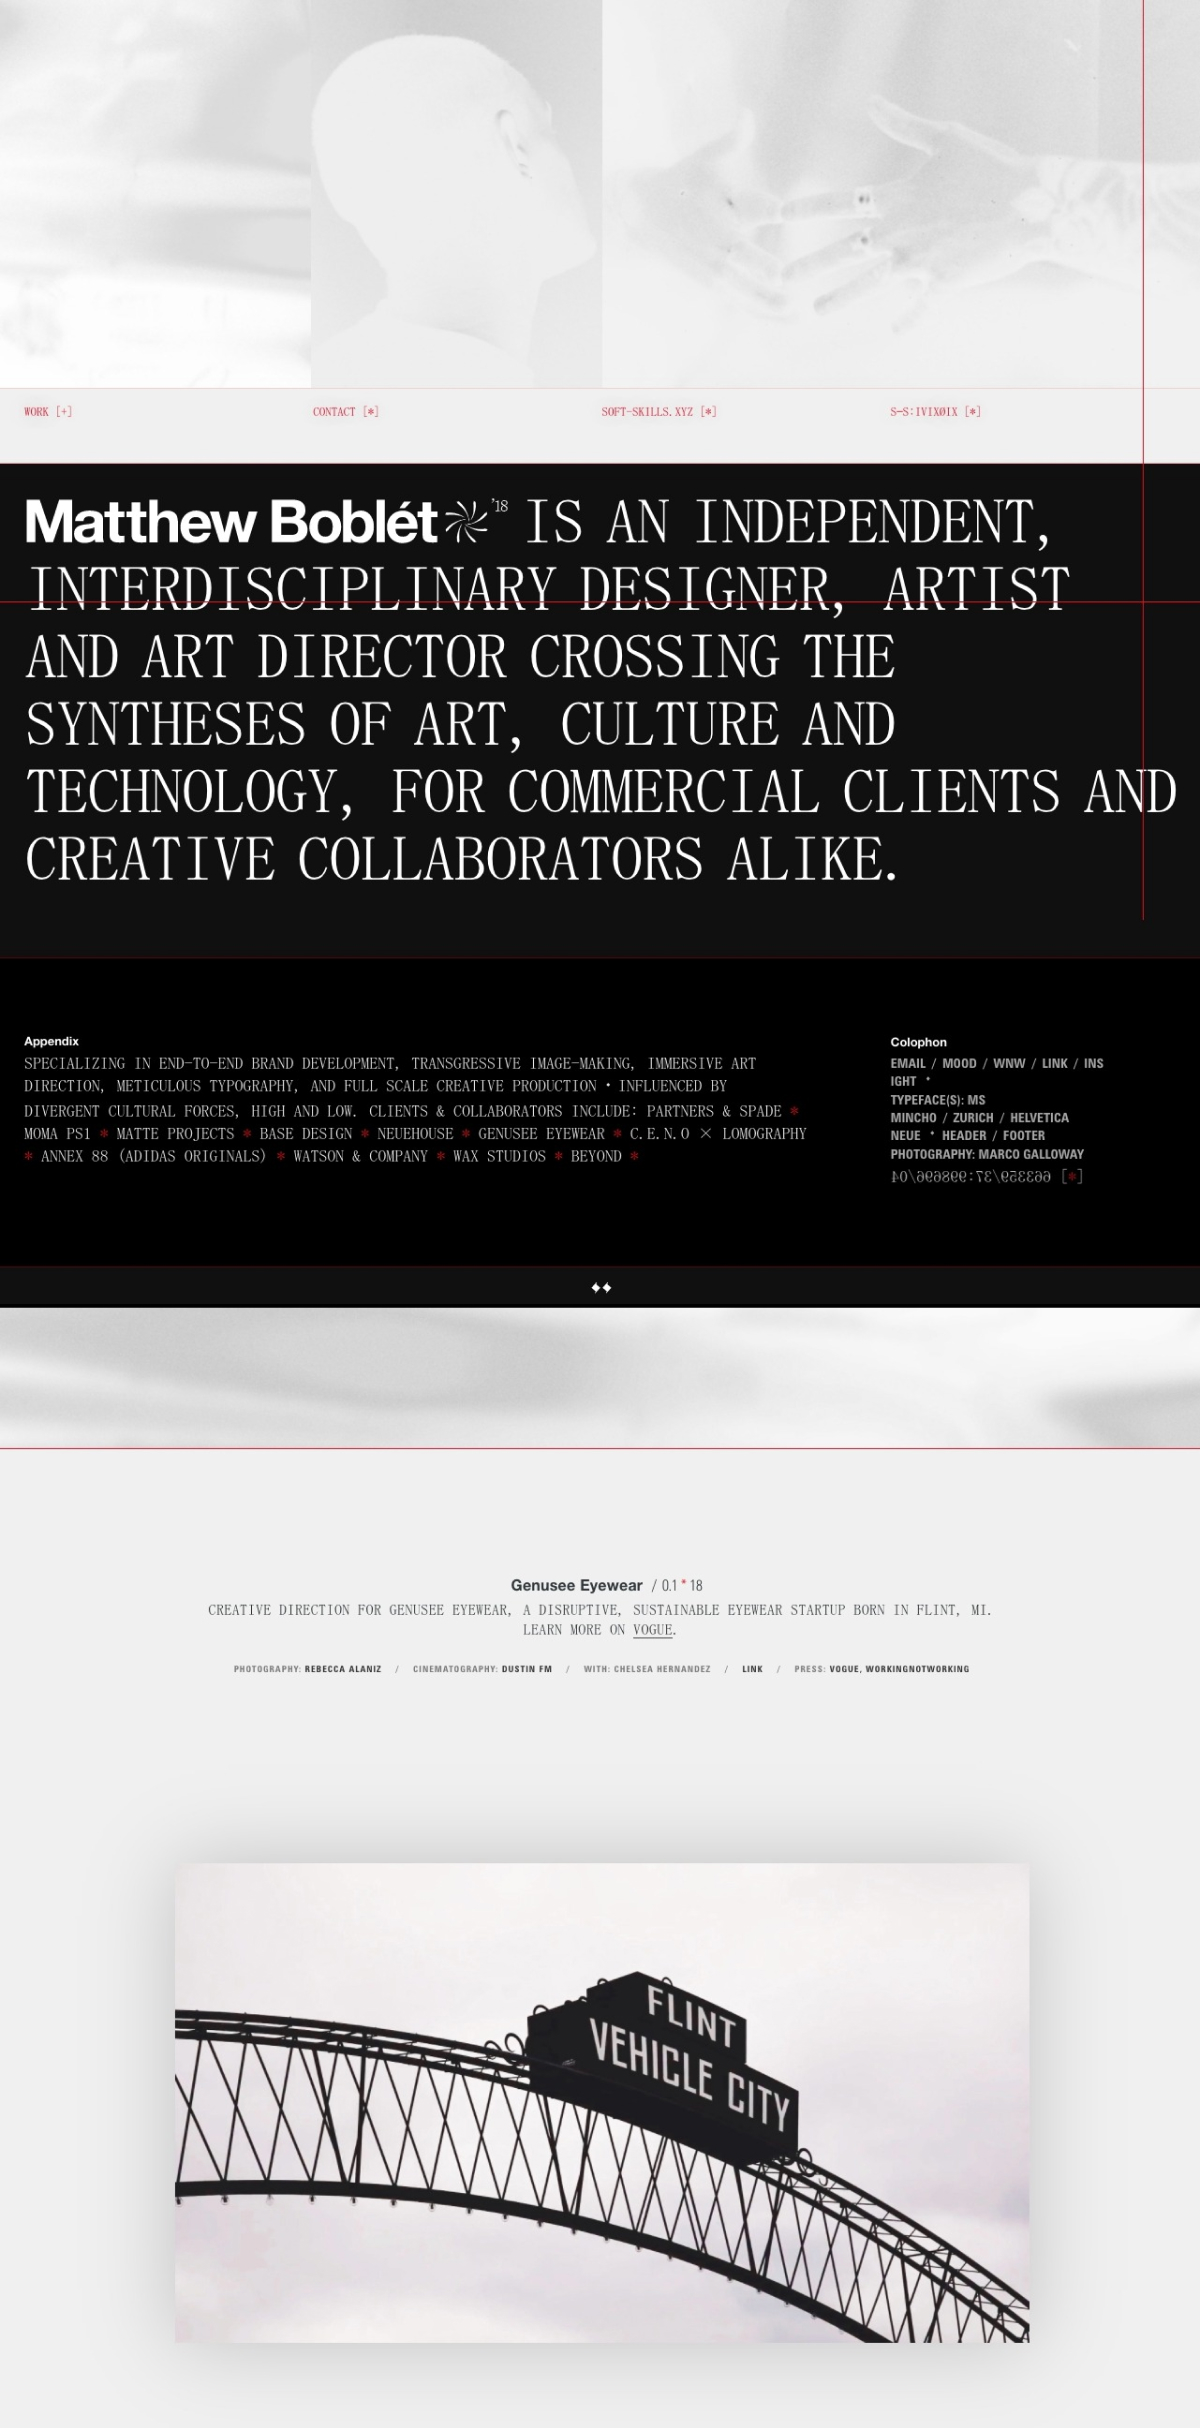 WORK [+]
CONTACT [*]
SOFT-SKILLS.XYZ [*]
S-S:IVIXØIX [*]
Matthew Boblét '18 IS AN INDEPENDENT,
INTERDISCIPLINARY DESIGNER, ARTIST
AND ART DIRECTOR CROSSING THE
SYNTHESES OF ART, CULTURE AND
TECHNOLOGY, FOR COMMERCIAL CLIENTS AND
CREATIVE COLLABORATORS ALIKE.
Appendix
SPECIALIZING IN END-TO-END BRAND DEVELOPMENT, TRANSGRESSIVE IMAGE-MAKING, IMMERSIVE ART
DIRECTION, METICULOUS TYPOGRAPHY, AND FULL SCALE CREATIVE PRODUCTION • INFLUENCED BY
DIVERGENT CULTURAL FORCES, HIGH AND LOW. CLIENTS & COLLABORATORS INCLUDE: PARTNERS & SPADE *
MOMA PS1 * MATTE PROJECTS * BASE DESIGN * NEUEHOUSE * GENUSEE EYEWEAR * C.E.N.O × LOMOGRAPHY
* ANNEX 88 (ADIDAS ORIGINALS) * WATSON & COMPANY * WAX STUDIOS * BEYOND *
Colophon
EMAIL / MOOD / WNW / LINK / INS
IGHT •
TYPEFACE(S): MS
MINCHO / ZURICH / HELVETICA
NEUE • HEADER / FOOTER
PHOTOGRAPHY: MARCO GALLOWAY
663359/37:998696/04 [*]
Genusee Eyewear / 0.1 * 18
CREATIVE DIRECTION FOR GENUSEE EYEWEAR, A DISRUPTIVE, SUSTAINABLE EYEWEAR STARTUP BORN IN FLINT, MI.
LEARN MORE ON VOGUE.
PHOTOGRAPHY: REBECCA ALANIZ / CINEMATOGRAPHY: DUSTIN FM / WITH: CHELSEA HERNANDEZ / LINK / PRESS: VOGUE, WORKINGNOTWORKING
FLINT
VEHICLE CITY